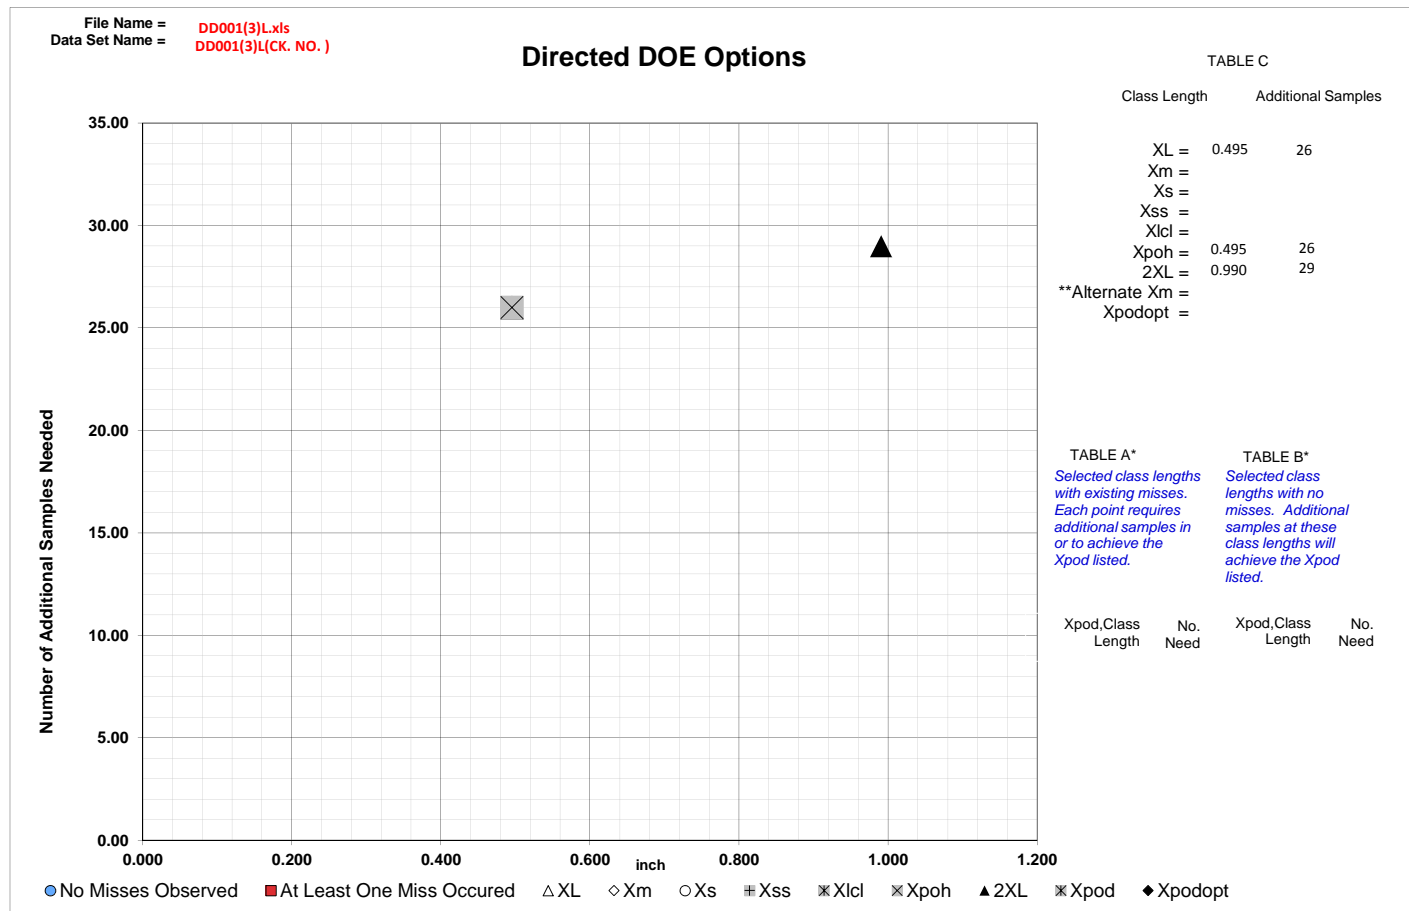 File Name = DD001(3)L.xls
Data Set Name = DD001(3)L(CK. NO. )
Directed DOE Options
TABLE C
Class Length Additional Samples
XL = 0.495 26
Xm =
Xs =
Xss =
Xlcl =
Xpoh = 0.495 26
2XL = 0.990 29
**Alternate Xm =
Xpodopt =
35.00
30.00
25.00
20.00
15.00
10.00
5.00
0.00
Number of Additional Samples Needed
0.000 0.200 0.400 0.600 0.800 1.000 1.200
inch
TABLE A*
Selected class lengths
with existing misses.
Each point requires
additional samples in
or to achieve the
Xpod listed.
TABLE B*
Selected class
lengths with no
misses. Additional
samples at these
class lengths will
achieve the Xpod
listed.
Xpod,Class No. Xpod,Class No.
Length Need Length Need
No Misses Observed At Least One Miss Occured XL Xm Xs Xss Xlcl Xpoh 2XL Xpod Xpodopt